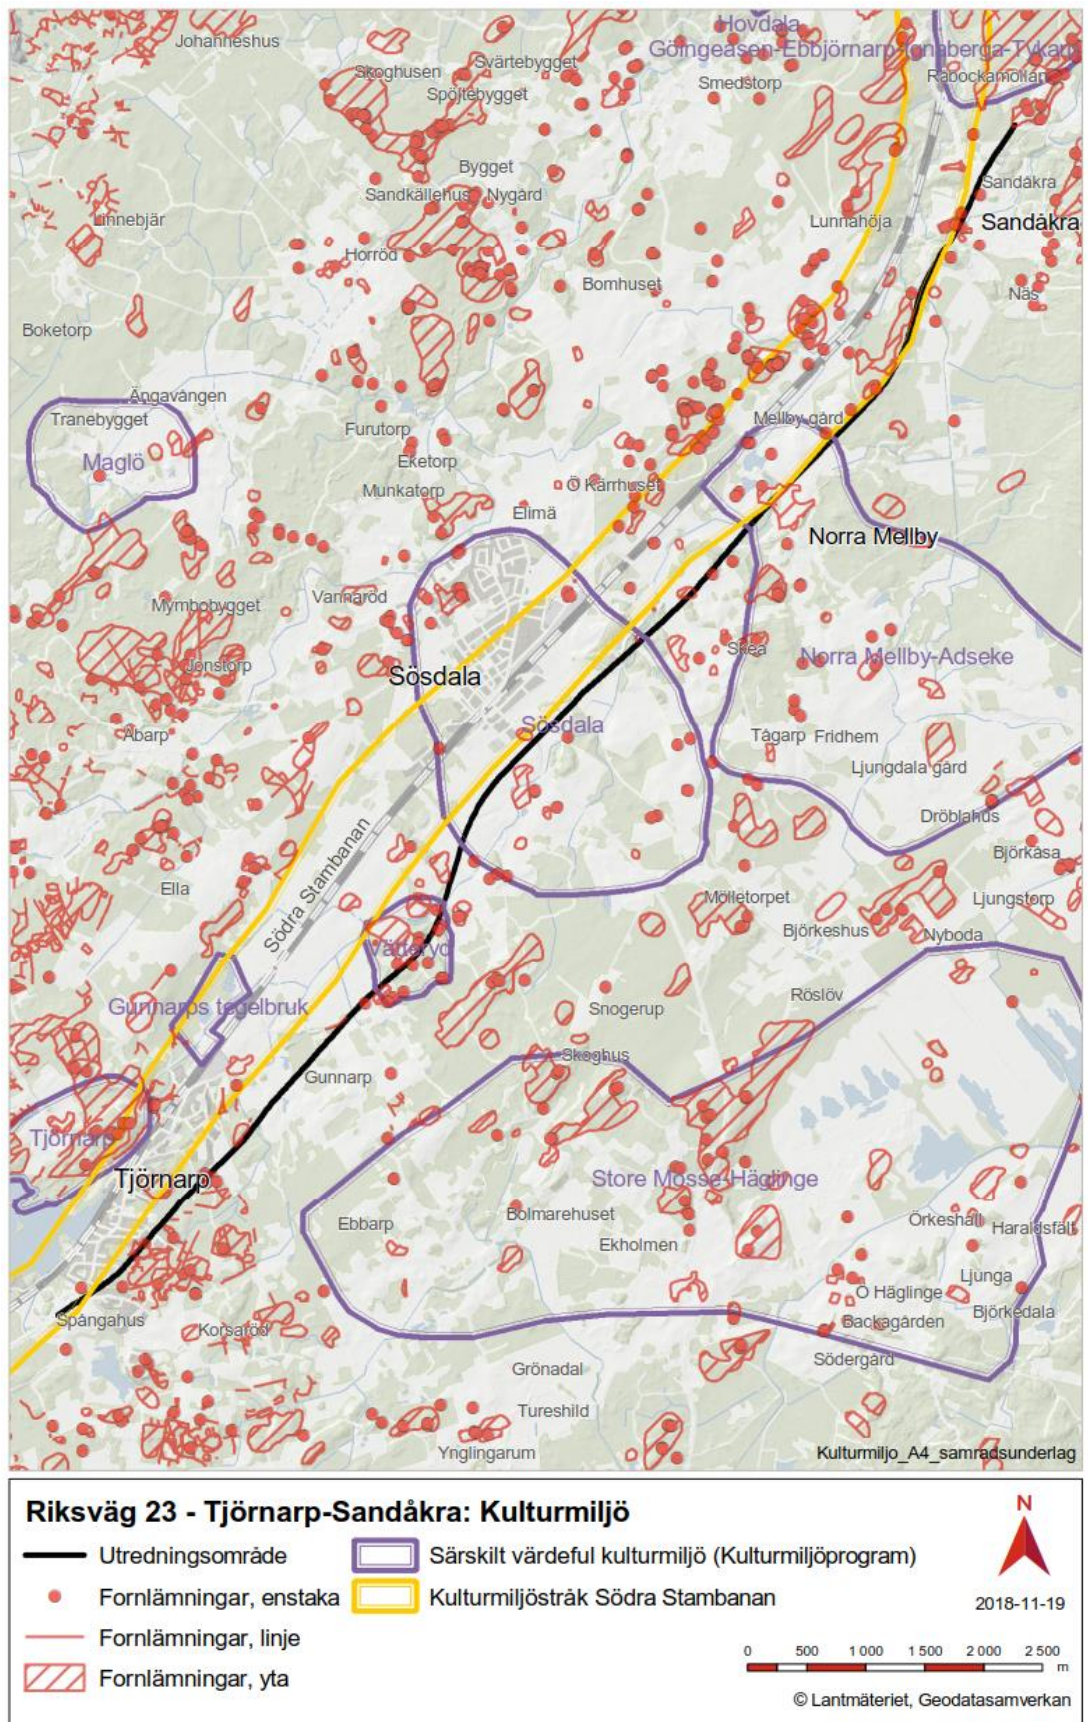 Hovdala
Johanneshus
Göingeåsen-Ebbjörnarp-Ignaberga-Tykarp
Svärtebygget
Skoghusen
Rabockamöllan
Smedstorp
Spöjtebygget
Bygget
Sandåkra
Sandkällehus
Nygård
Linnebjär
Lunnahöja
Sandåkra
Horröd
Bornhuset
Näs
Boketorp
Ängavången
Tranebygget
Mellby gård
Furutorp
Maglö
Eketorp
Munkatorp
Ö Kärrhuset
Elimä
Norra Mellby
Vannaröd
Mymbobygget
Skea
Norra Mellby-Adseke
Jonstorp
Sösdala
Sösdala
Åbarp
Tågarp
Fridhem
Ljungdala gård
Dröblahus
Södra Stambanan
Björkåsa
Ella
Mölletorpet
Ljungstorp
Björkeshus
Nyboda
Vätteryd
Röslöv
Gunnarps tegelbruk
Snogerup
Skoghus
Gunnarp
Tjörnarp
Tjörnarp
Store Mosse-Häglinge
Bolmarehuset
Ebbarp
Örkeshall
Haraldsfält
Ekholmen
Ljunga
Ö Häglinge
Björkedala
Spångahus
Backagården
Korsaröd
Södergård
Grönadal
Tureshild
Ynglingarum
Kulturmiljo_A4_samradsunderlag
Riksväg 23 - Tjörnarp-Sandåkra: Kulturmiljö
N
Utredningsområde
Särskilt värdeful kulturmiljö (Kulturmiljöprogram)
Fornlämningar, enstaka
Kulturmiljöstråk Södra Stambanan
2018-11-19
Fornlämningar, linje
0 500 1 000 1 500 2 000 2 500
m
Fornlämningar, yta
© Lantmäteriet, Geodatasamverkan